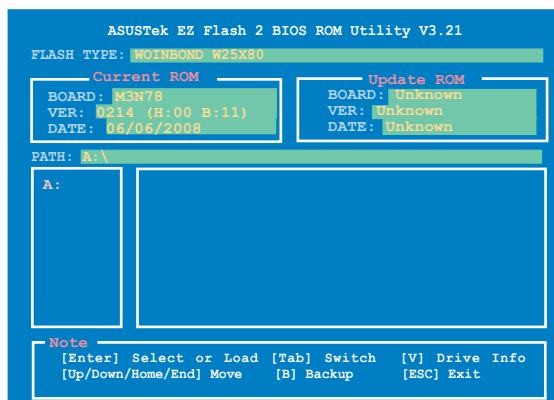 ASUSTek EZ Flash 2 BIOS ROM Utility V3.21
FLASH TYPE: WOINBOND W25X80
Current ROM
BOARD: M3N78
VER: 0214 (H:00 B:11)
DATE: 06/06/2008
Update ROM
BOARD: Unknown
VER: Unknown
DATE: Unknown
PATH: A:\
A:
Note
[Enter] Select or Load [Tab] Switch [V] Drive Info
[Up/Down/Home/End] Move [B] Backup [ESC] Exit